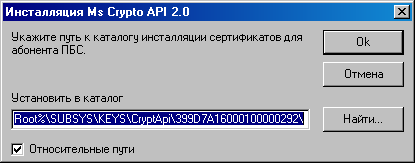 Инсталляция Ms Crypto API 2.0
Укажите путь к каталогу инсталляции сертификатов для
абонента ПБС.
Ok
Отмена
Установить в каталог
Root%\SUBSYS\KEYS\CryptApi\399D7A16000100000292\
Найти...
Относительные пути